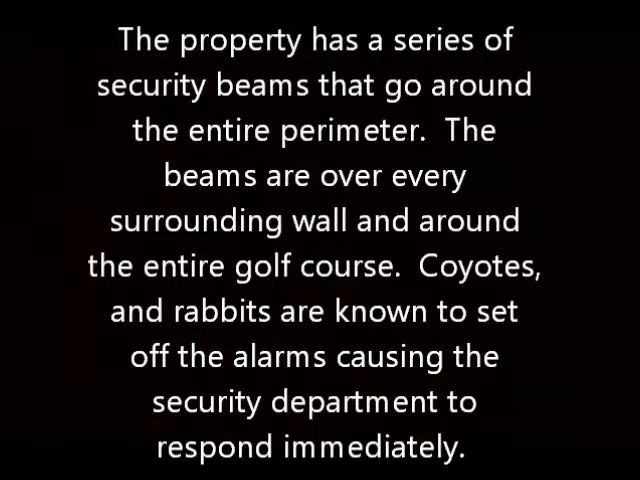 The property has a series of
security beams that go around
the entire perimeter.  The
beams are over every
surrounding wall and around
the entire golf course.  Coyotes,
and rabbits are known to set
off the alarms causing the
security department to
respond immediately.